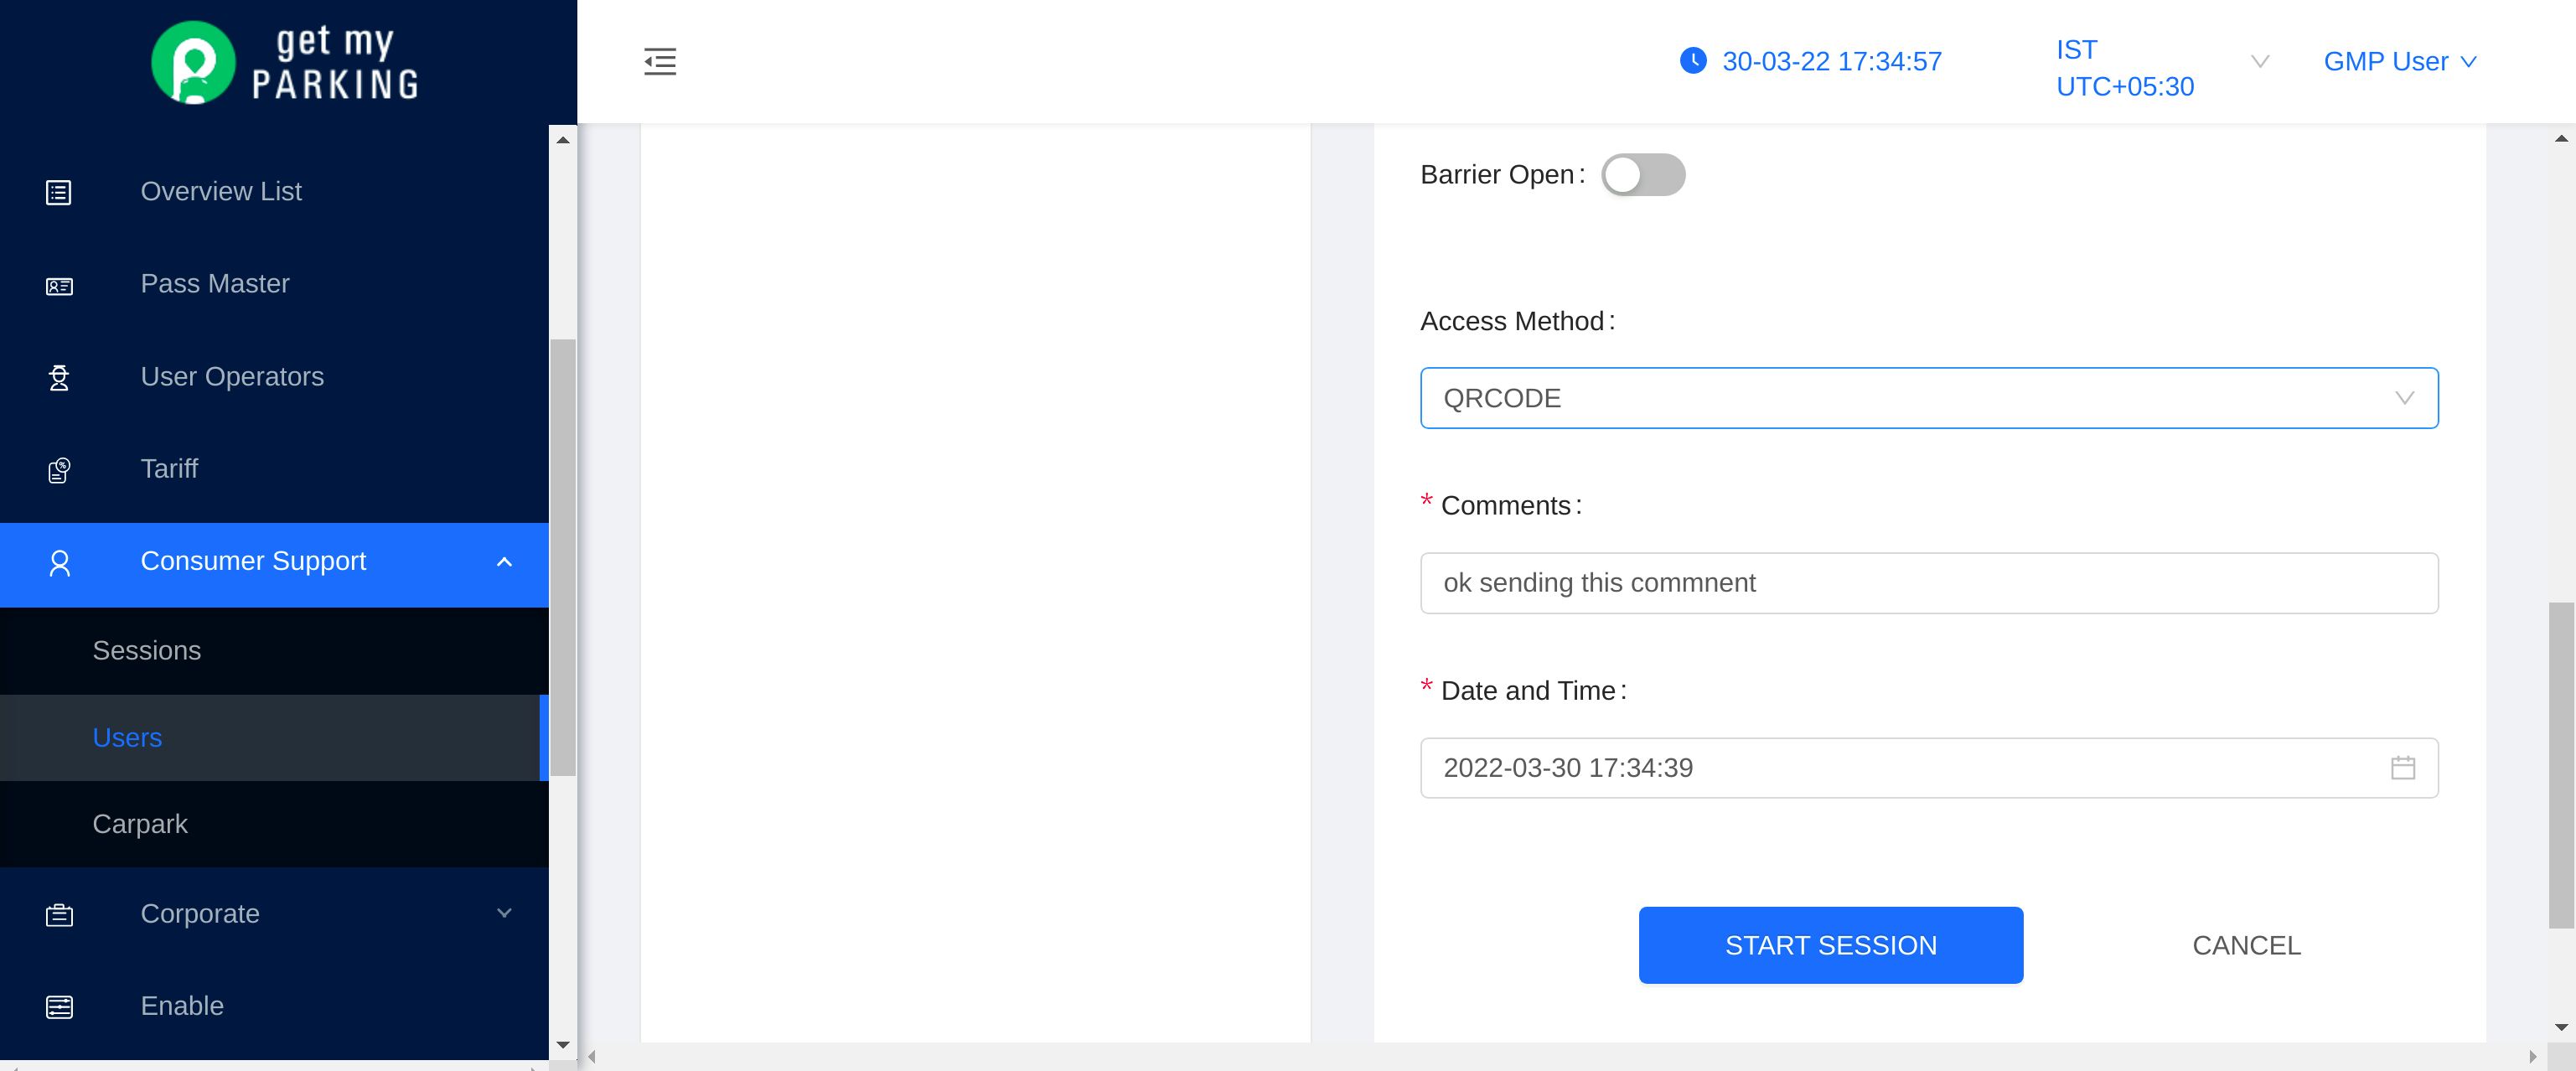 get my
PARKING
30-03-22 17:34:57
IST
UTC+05:30
GMP User
Overview List
Pass Master
User Operators
Tariff
Consumer Support
Sessions
Users
Carpark
Corporate
Enable
Barrier Open:
Access Method:
QRCODE
* Comments:
ok sending this commnent
* Date and Time:
2022-03-30 17:34:39
START SESSION
CANCEL